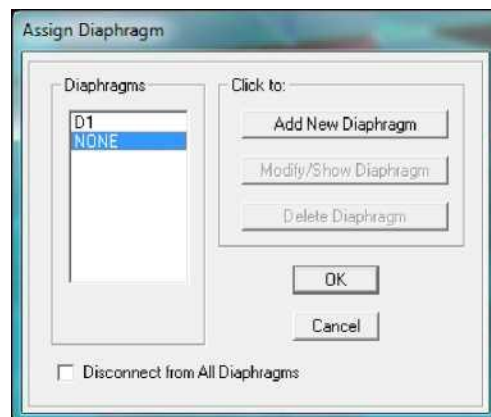 Assign Diaphragm
Diaphragms
D1
NONE
Click to:
Add New Diaphragm
Modify/Show Diaphragm
Delete Diaphragm
OK
Cancel
Disconnect from All Diaphragms